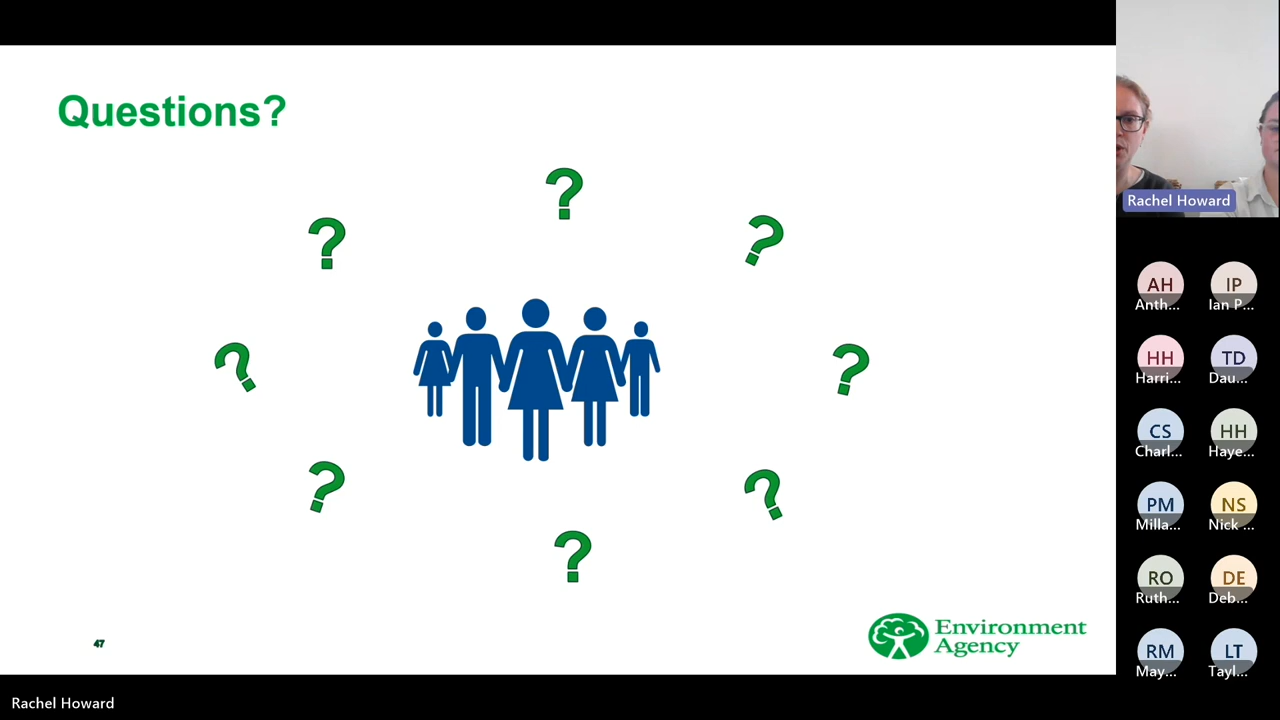 Questions?
?
?
?
?
?
?
?
?
47
Environment
Agency
Rachel Howard
AH
Anth...
IP
Ian P...
HH
Harri...
TD
Dau...
CS
Charl...
HH
Haye...
PM
Milla...
NS
Nick ...
RO
Ruth...
DE
Deb...
RM
May...
LT
Tayl...
Rachel Howard